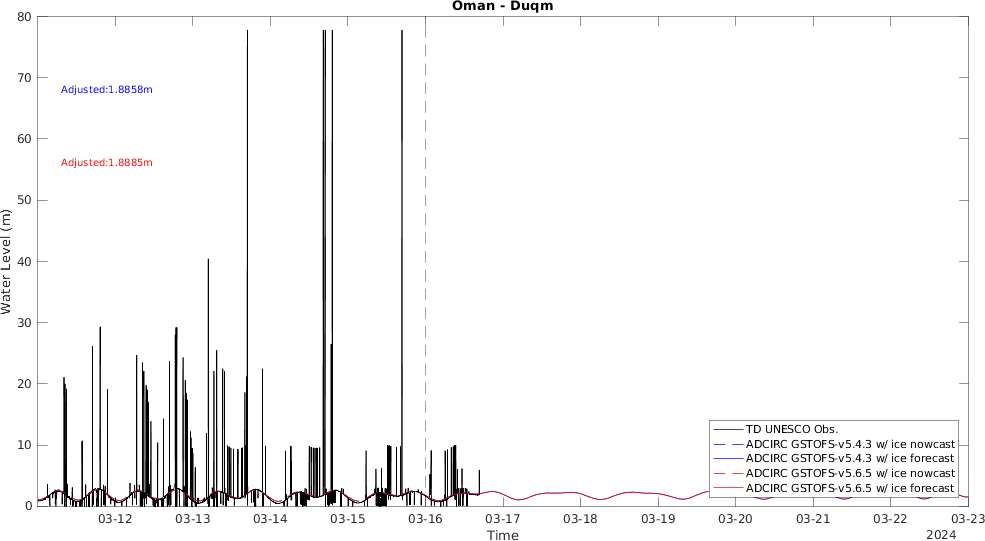 Oman - Duqm
80
70
60
50
40
30
20
10
0
Water Level (m)
Adjusted:1.8858m
Adjusted:1.8885m
TD UNESCO Obs.
ADCIRC GSTOFS-v5.4.3 w/ ice nowcast
ADCIRC GSTOFS-v5.4.3 w/ ice forecast
ADCIRC GSTOFS-v5.6.5 w/ ice nowcast
ADCIRC GSTOFS-v5.6.5 w/ ice forecast
03-12 03-13 03-14 03-15 03-16 03-17 03-18 03-19 03-20 03-21 03-22 03-23
Time
2024